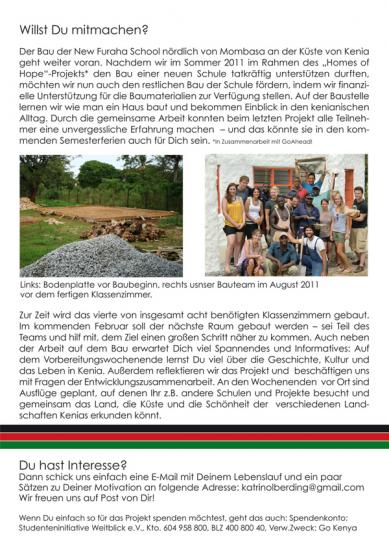 Willst Du mitmachen?
Der Bau der New Furaha School nördlich von Mombasa an der Küste von Kenia
geht weiter voran. Nachdem wir im Sommer 2011 im Rahmen des „Homes of
Hope“-Projekts* den Bau einer neuen Schule tatkräftig unterstützen durften,
möchten wir nun auch den restlichen Bau der Schule fördern, indem wir finanzi-
elle Unterstützung für die Baumaterialien zur Verfügung stellen. Auf der Baustelle
lernen wir wie man ein Haus baut und bekommen Einblick in den kenianischen
Alltag. Durch die gemeinsame Arbeit konnten beim letzten Projekt alle Teilneh-
mer eine unvergessliche Erfahrung machen – und das könnte sie in den kom-
menden Semesterferien auch für Dich sein. *in Zusammenarbeit mit GoAhead!
Links: Bodenplatte vor Baubeginn, rechts usnser Bauteam im August 2011
vor dem fertigen Klassenzimmer.
Zur Zeit wird das vierte von insgesamt acht benötigten Klassenzimmern gebaut.
Im kommenden Februar soll der nächste Raum gebaut werden – sei Teil des
Teams und hilf mit, dem Ziel einen großen Schritt näher zu kommen. Auch neben
der Arbeit auf dem Bau erwartet Dich viel Spannendes und Informatives: Auf
dem Vorbereitungswochenende lernst Du viel über die Geschichte, Kultur und
das Leben in Kenia. Außerdem reflektieren wir das Projekt und beschäftigen uns
mit Fragen der Entwicklungszusammenarbeit. An den Wochenenden vor Ort sind
Ausflüge geplant, auf denen Ihr z.B. andere Schulen und Projekte besucht und
gemeinsam das Land, die Küste und die Schönheit der verschiedenen Land-
schaften Kenias erkunden könnt.
Du hast Interesse?
Dann schick uns einfach eine E-Mail mit Deinem Lebenslauf und ein paar
Sätzen zu Deiner Motivation an folgende Adresse: katrinolberding@gmail.com
Wir freuen uns auf Post von Dir!
Wenn Du einfach so für das Projekt spenden möchtest, geht das auch: Spendenkonto:
Studenteninitiative Weitblick e.V., Kto. 604 958 800, BLZ 400 800 40, Verw.Zweck: Go Kenya